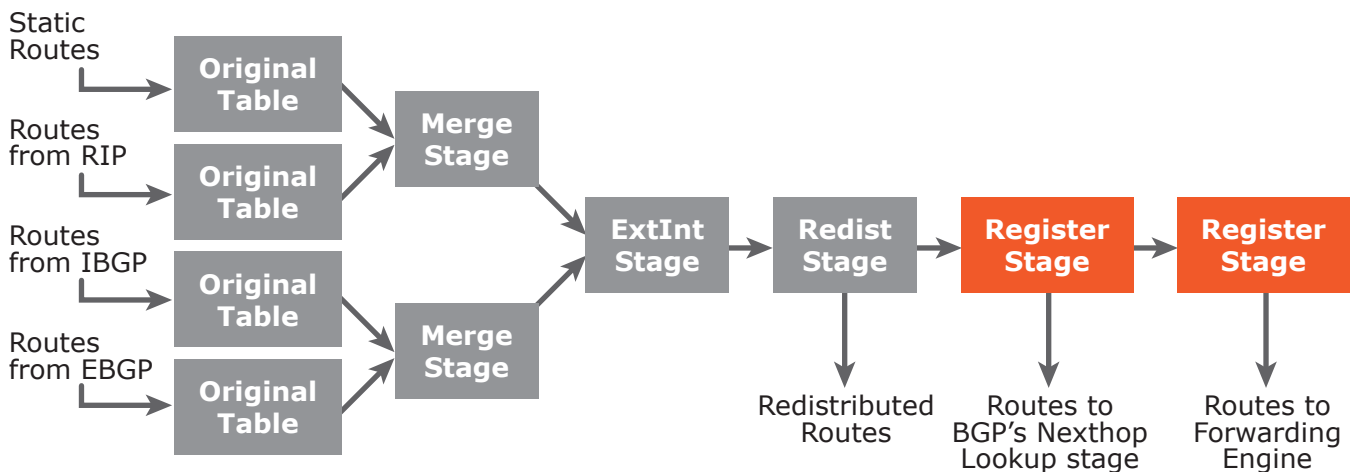 Static
Routes
Original
Table
Routes
from RIP
Original
Table
Merge
Stage
Routes
from IBGP
Original
Table
Routes
from EBGP
Original
Table
Merge
Stage
ExtInt
Stage
Redist
Stage
Register
Stage
Register
Stage
Redistributed
Routes
Routes to
BGP's Nexthop
Lookup stage
Routes to
Forwarding
Engine